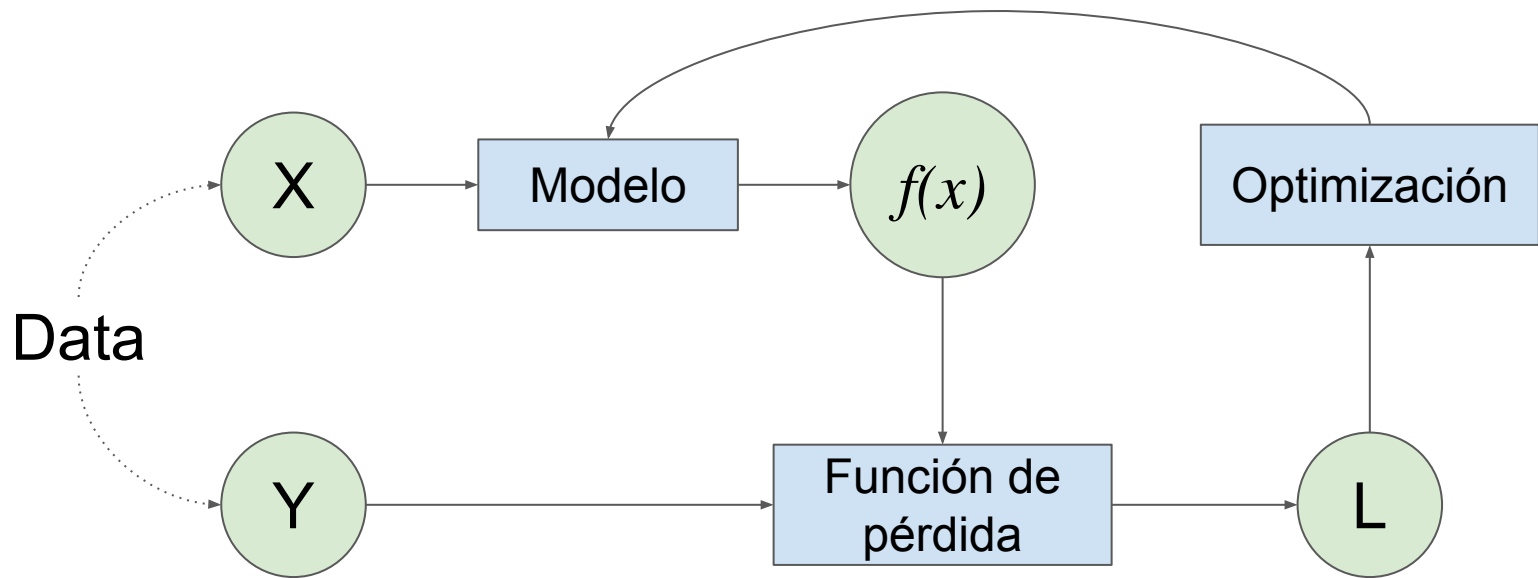 X
Modelo
f(x)
Optimización
Data
Y
Función de
pérdida
L